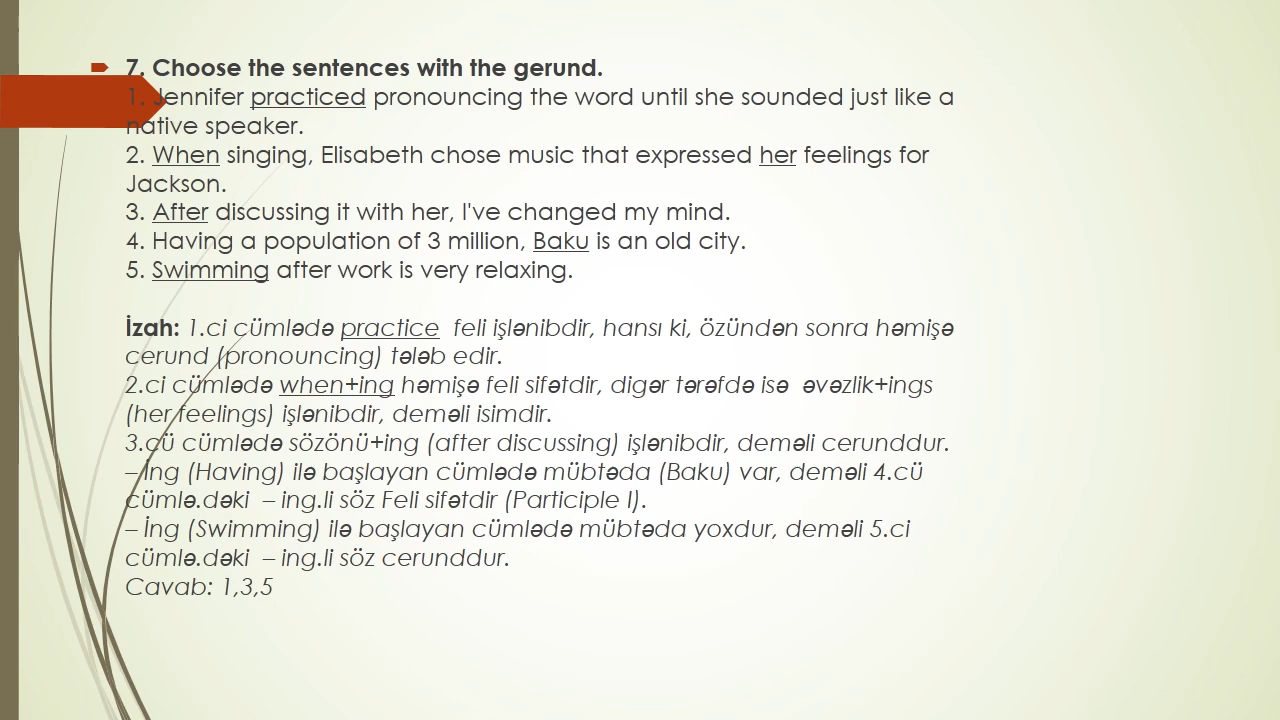 7. Choose the sentences with the gerund.
1. Jennifer practiced pronouncing the word until she sounded just like a
native speaker.
2. When singing, Elisabeth chose music that expressed her feelings for
Jackson.
3. After discussing it with her, I've changed my mind.
4. Having a population of 3 million, Baku is an old city.
5. Swimming after work is very relaxing.
İzah: 1.ci cümlədə practice feli işlənibdir, hansı ki, özündən sonra həmişə
cerund (pronouncing) tələb edir.
2.ci cümlədə when+ing həmişə feli sifətdir, digər tərəfdə isə əvəzlik+ings
(her feelings) işlənibdir, deməli isimdir.
3.cü cümlədə sözönü+ing (after discussing) işlənibdir, deməli cerunddur.
– İng (Having) ilə başlayan cümlədə mübtəda (Baku) var, deməli 4.cü
cümlə.dəki – ing.li söz Feli sifətdir (Participle I).
– İng (Swimming) ilə başlayan cümlədə mübtəda yoxdur, deməli 5.ci
cümlə.dəki – ing.li söz cerunddur.
Cavab: 1,3,5